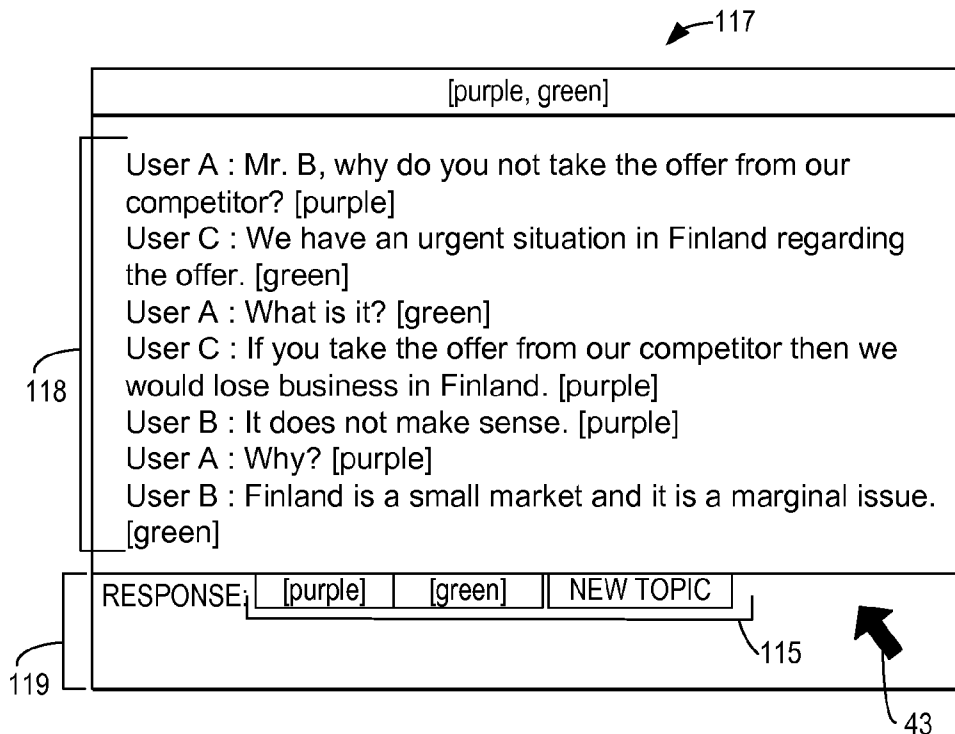 117
[purple, green]
User A : Mr. B, why do you not take the offer from our
competitor? [purple]
User C : We have an urgent situation in Finland regarding
the offer. [green]
User A : What is it? [green]
User C : If you take the offer from our competitor then we
would lose business in Finland. [purple]
User B : It does not make sense. [purple]
User A : Why? [purple]
User B : Finland is a small market and it is a marginal issue.
[green]
118
RESPONSE: [purple] [green] NEW TOPIC
115
119
43